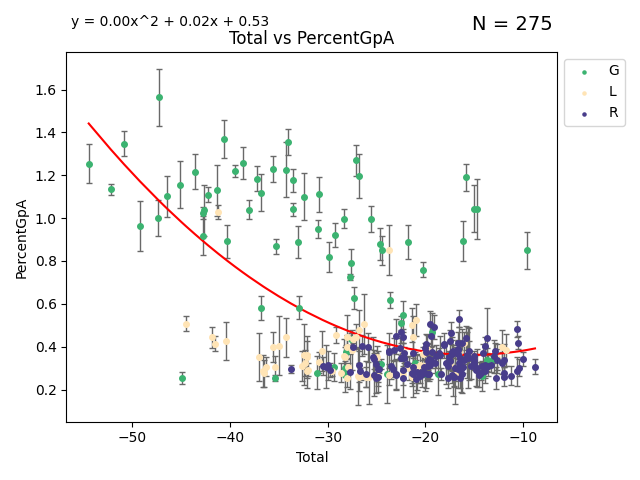 y = 0.00x^2 + 0.02x + 0.53
N = 275
Total vs PercentGpA
G
L
R
PercentGpA
1.6
1.4
1.2
1.0
0.8
0.6
0.4
0.2
−50
−40
−30
−20
−10
Total